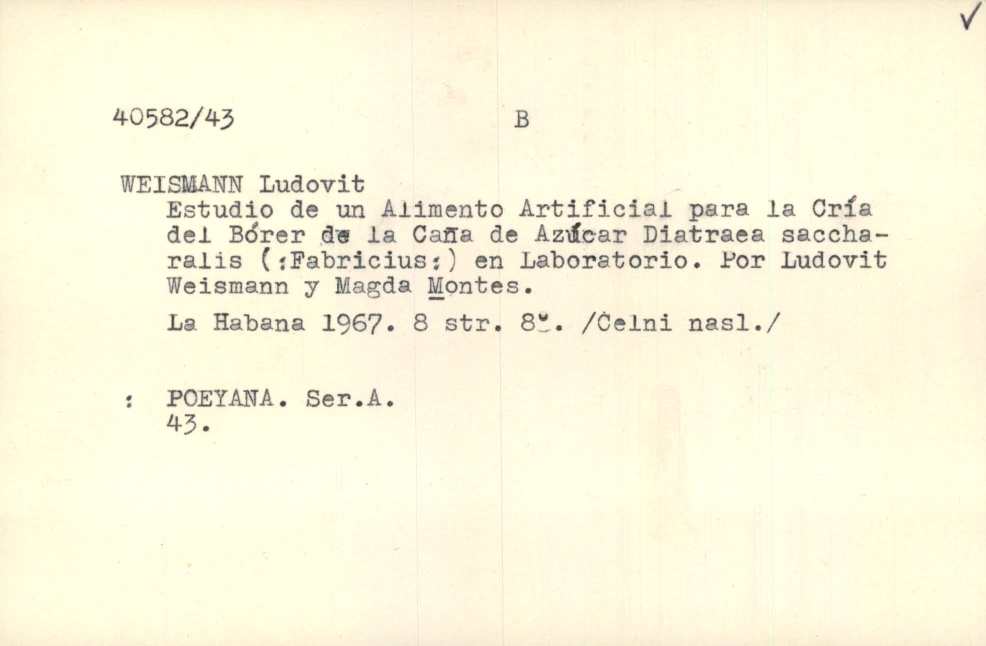 40582/43 B
WEISMANN Ludovit
Estudio de un Alimento Artificial para la Cría
del Bórer de la Caña de Azúcar Diatraea saccha-
ralis (:Fabricius:) en Laboratorio. Por Ludovit
Weismann y Magda Montes.
La Habana 1967. 8 str. 8º. /Čelni nasl./
: POEYANA. Ser.A.
43.